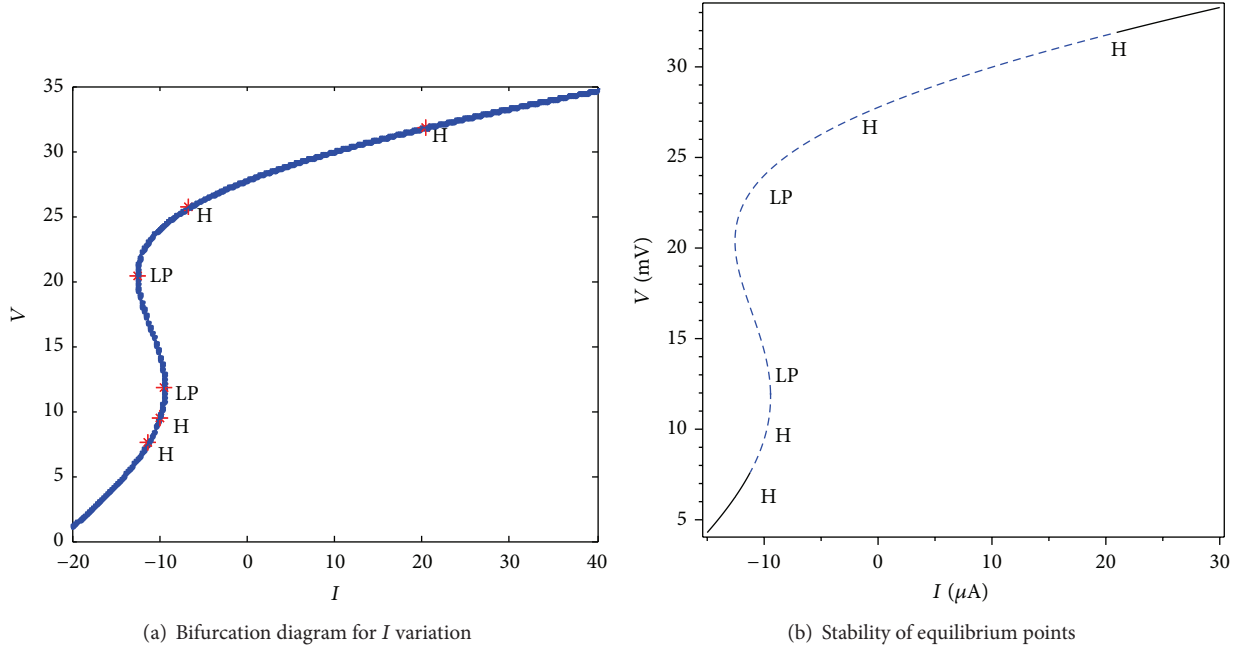 35
30
25
20
15
10
5
0
V
H
H
LP
LP
H
H
−20
−10
0
10
20
30
40
I
(a) Bifurcation diagram for I variation
30
25
20
15
10
5
V (mV)
H
H
LP
LP
H
H
−10
0
10
20
30
I (μA)
(b) Stability of equilibrium points